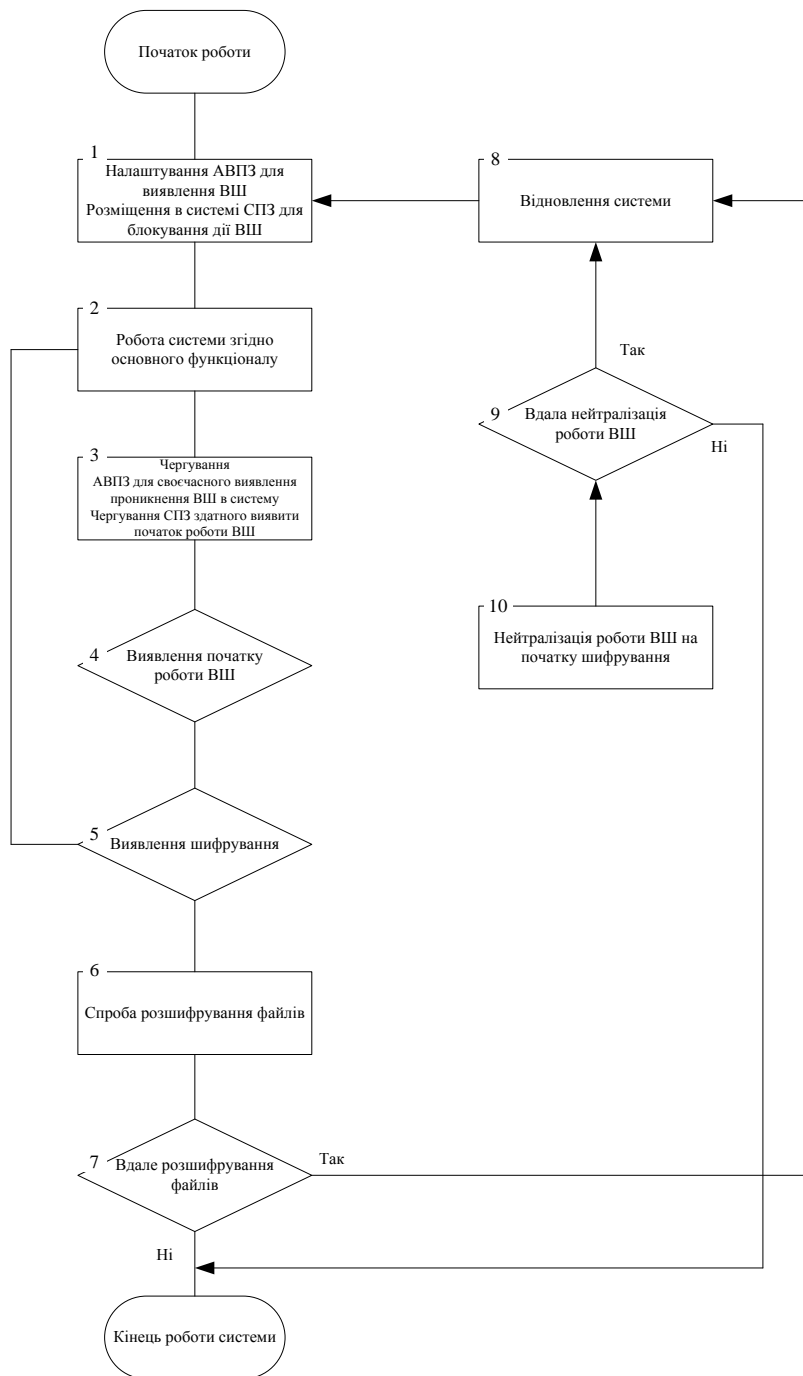 Початок роботи
1
Налаштування АВПЗ для
виявлення ВШ
Розміщення в системі СПЗ для
блокування дії ВШ
8
Відновлення системи
2
Робота системи згідно
основного функціоналу
Так
9
Вдала нейтралізація
роботи ВШ
Ні
3
Чергування
АВПЗ для своєчасного виявлення
проникнення ВШ в систему
Чергування СПЗ здатного виявити
початок роботи ВШ
10
Нейтралізація роботи ВШ на
початку шифрування
4
Виявлення початку
роботи ВШ
5
Виявлення шифрування
6
Спроба розшифрування файлів
7
Вдале розшифрування
файлів
Так
Ні
Кінець роботи системи